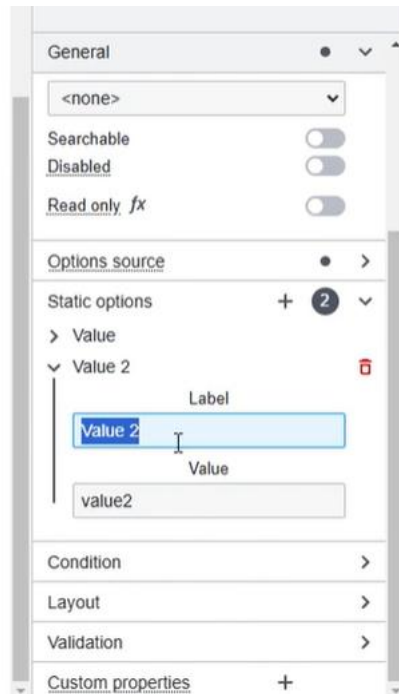 General
<none>
Searchable
Disabled
Read only fx
Options source
Static options + 2
Value
Value 2
Label
Value 2
Value
value2
Condition
Layout
Validation
Custom properties +